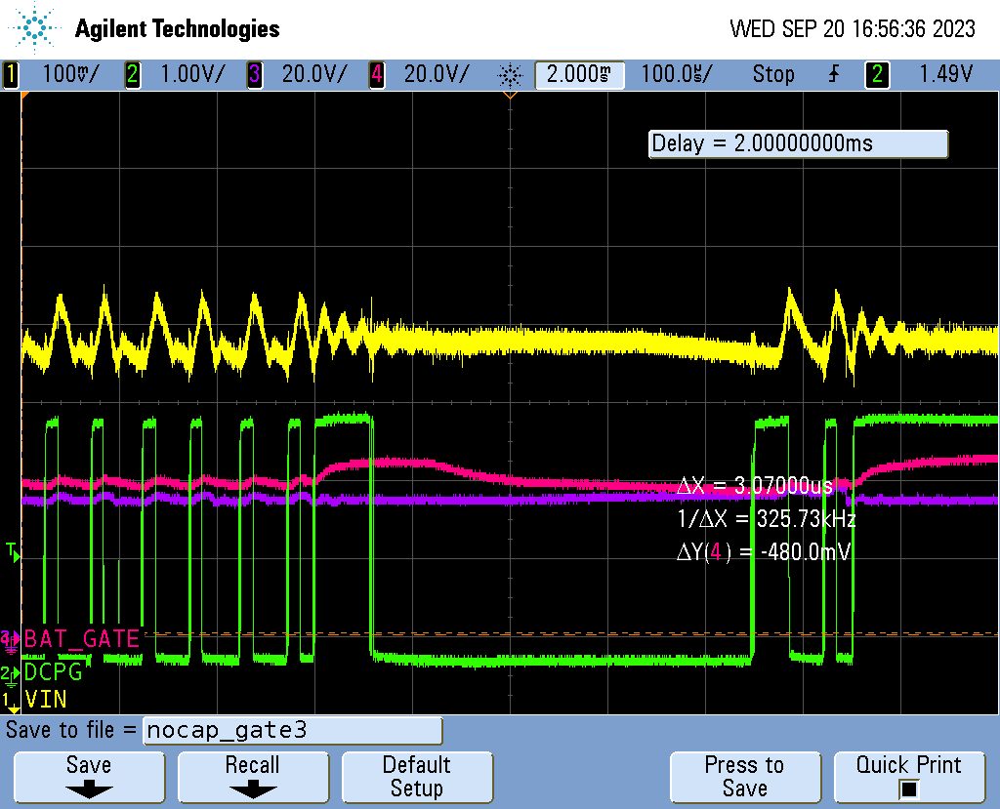 Agilent Technologies
WED SEP 20 16:56:36 2023
1 100mV/ 2 1.00V/ 3 20.0V/ 4 20.0V/ 2.000ms 100.0us/ Stop 2 1.49V
Delay = 2.00000000ms
ΔX = 3.07000us
1/ΔX = 325.73kHz
ΔY(4) = -480.0mV
T
BAT_GATE
2 DCPG
1 VIN
Save to file = nocap_gate3
Save
Recall
Default
Setup
Press to
Save
Quick Print